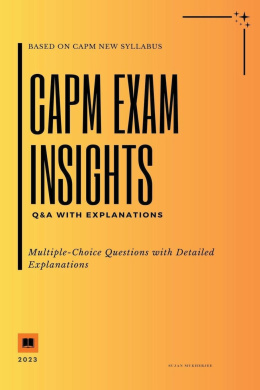 BASED ON CAPM NEW SYLLABUS
CAPM EXAM
INSIGHTS
Q&A WITH EXPLANATIONS
Multiple-Choice Questions with Detailed
Explanations
2023